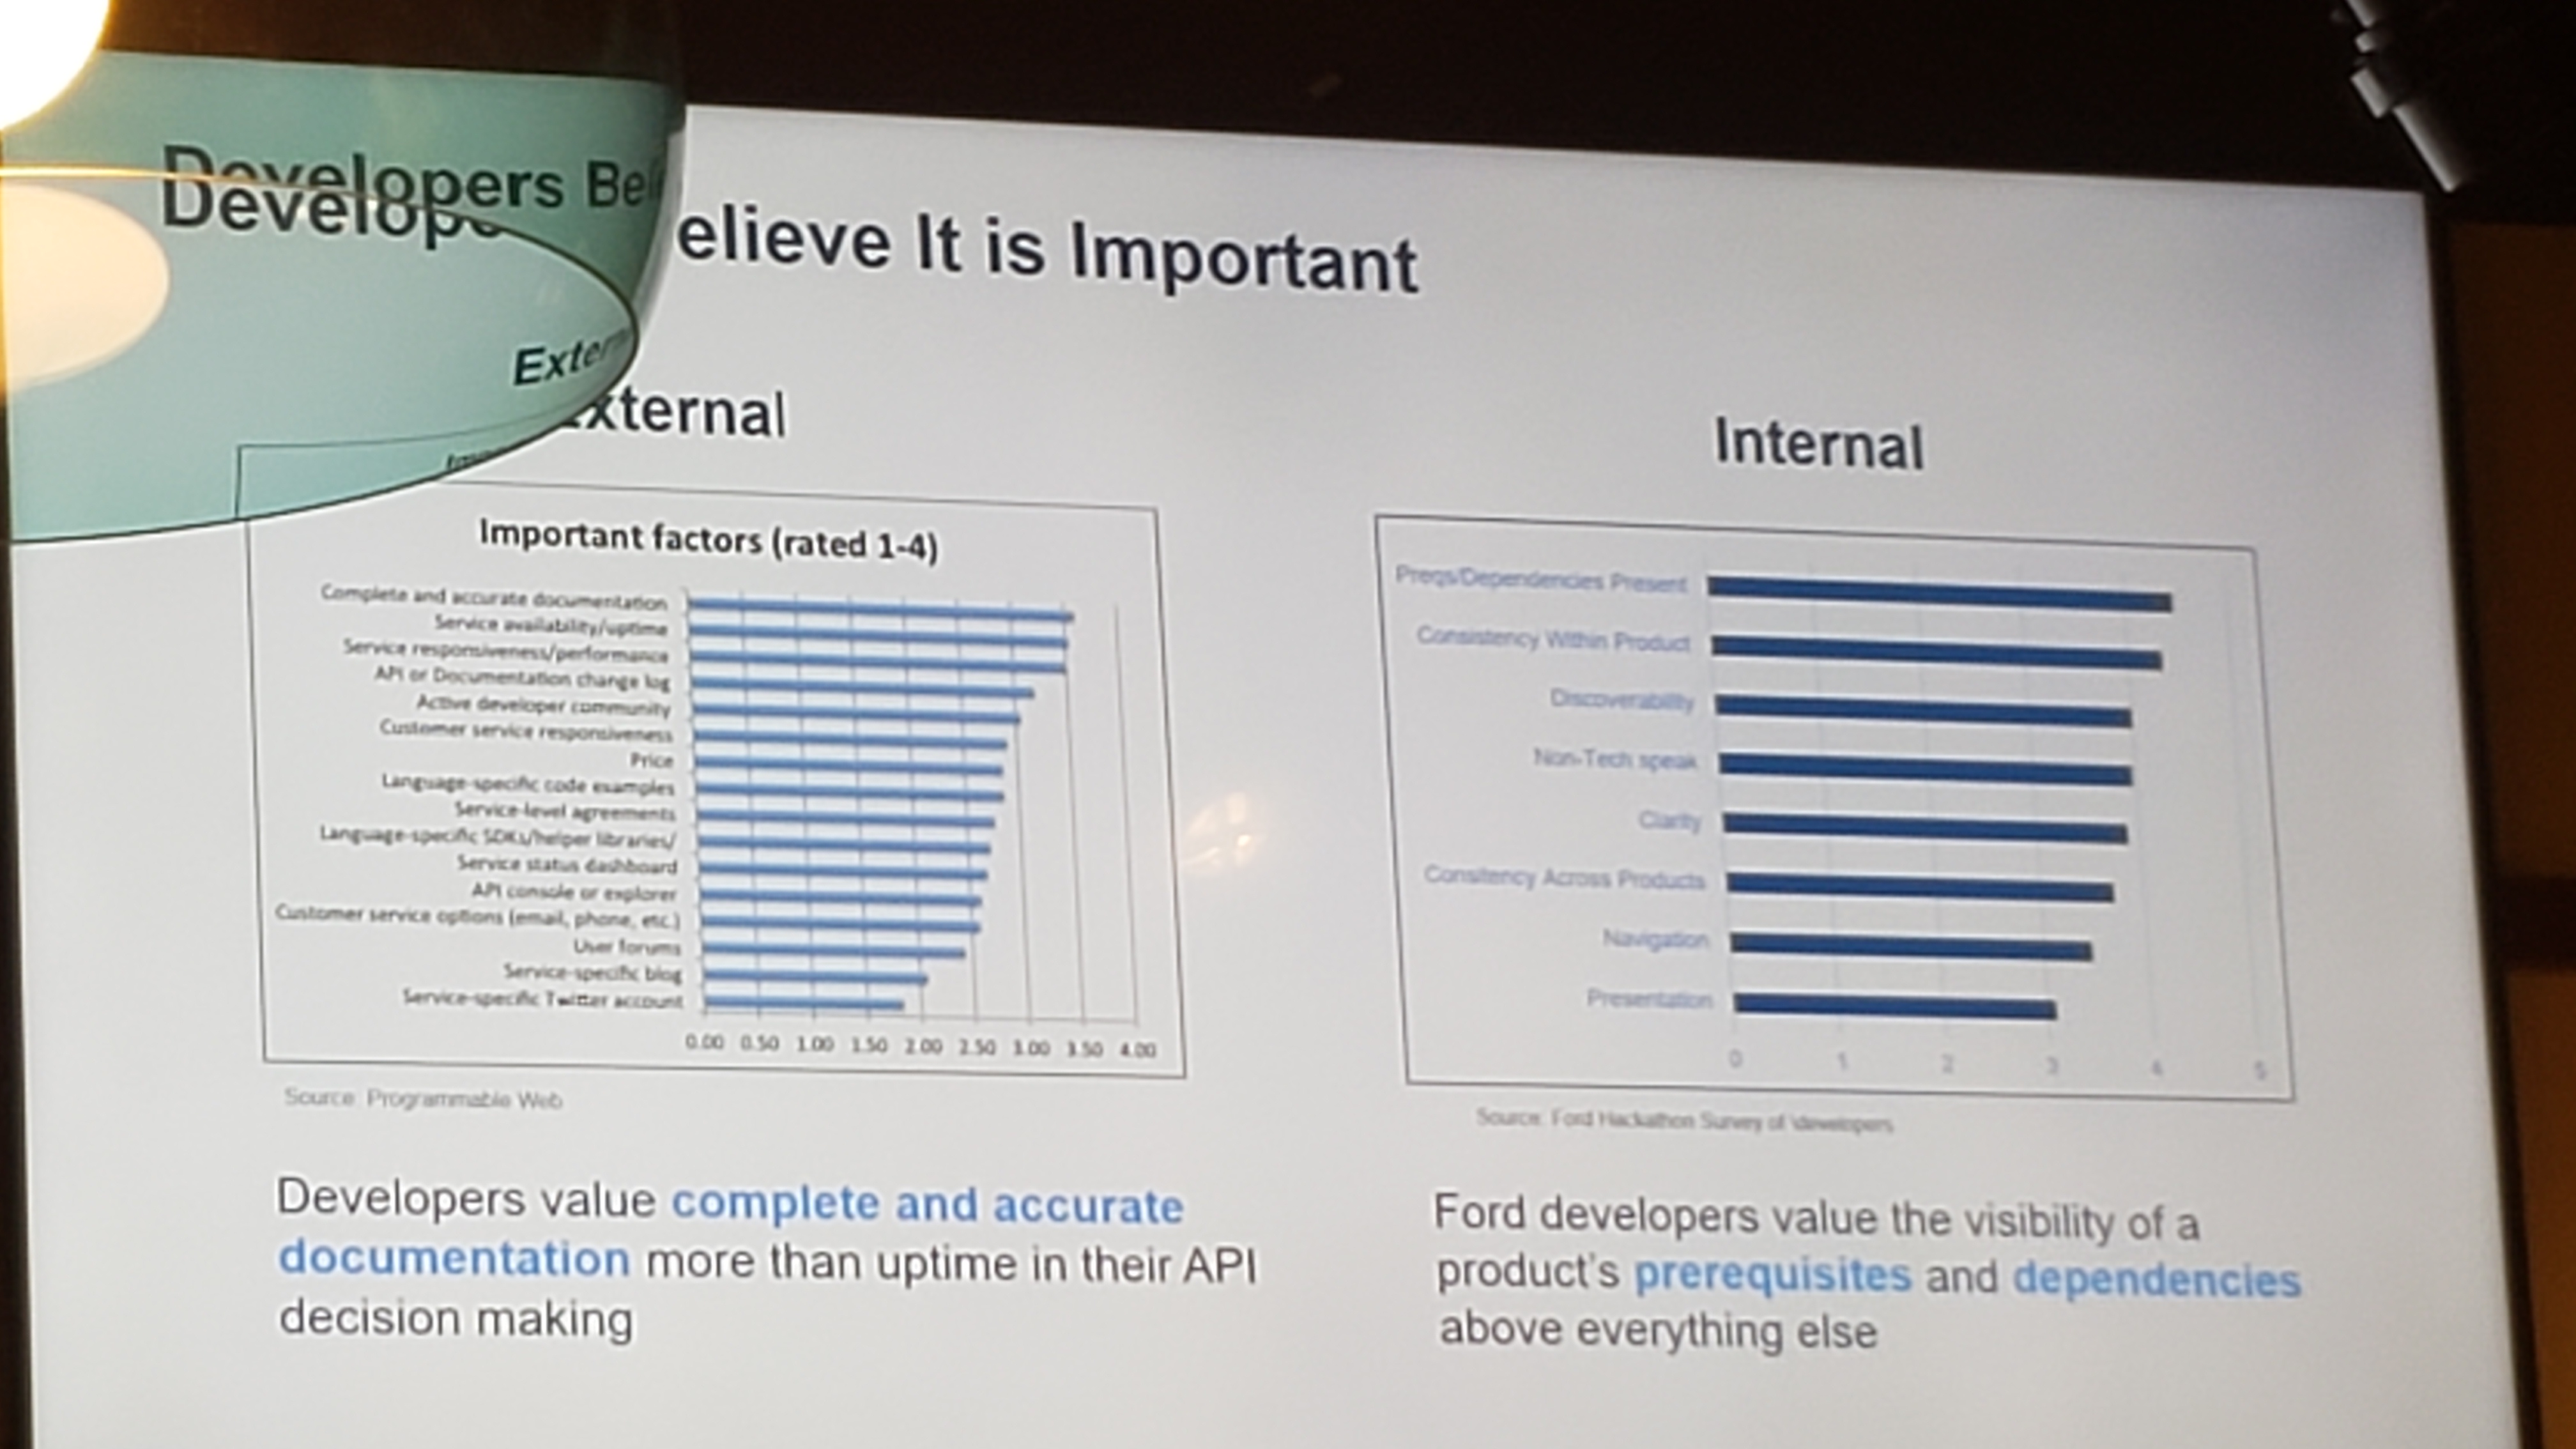 Developers Bel
Develope
elieve It is Important
Extern
xternal
Internal
Important factors (rated 1-4)
Complete and accurate documentation
Service availability/uptime
Service responsiveness/performance
API or Documentation change log
Active developer community
Customer service responsiveness
Price
Language-specific code examples
Service-level agreements
Language-specific SDKs/helper libraries/
Service status dashboard
API console or explorer
Customer service options (email, phone, etc.)
User forums
Service-specific blog
Service-specific Twitter account
0.00 0.50 1.00 1.50 2.00 2.50 3.00 3.50 4.00
Source: Programmable Web
Preqs/Dependencies Present
Consistency Within Product
Discoverability
Non-Tech speak
Clarity
Consitency Across Products
Navigation
Presentation
0 1 2 3 4 5
Source: Ford Hackathon Survey of \developers
Developers value complete and accurate
documentation more than uptime in their API
decision making
Ford developers value the visibility of a
product's prerequisites and dependencies
above everything else